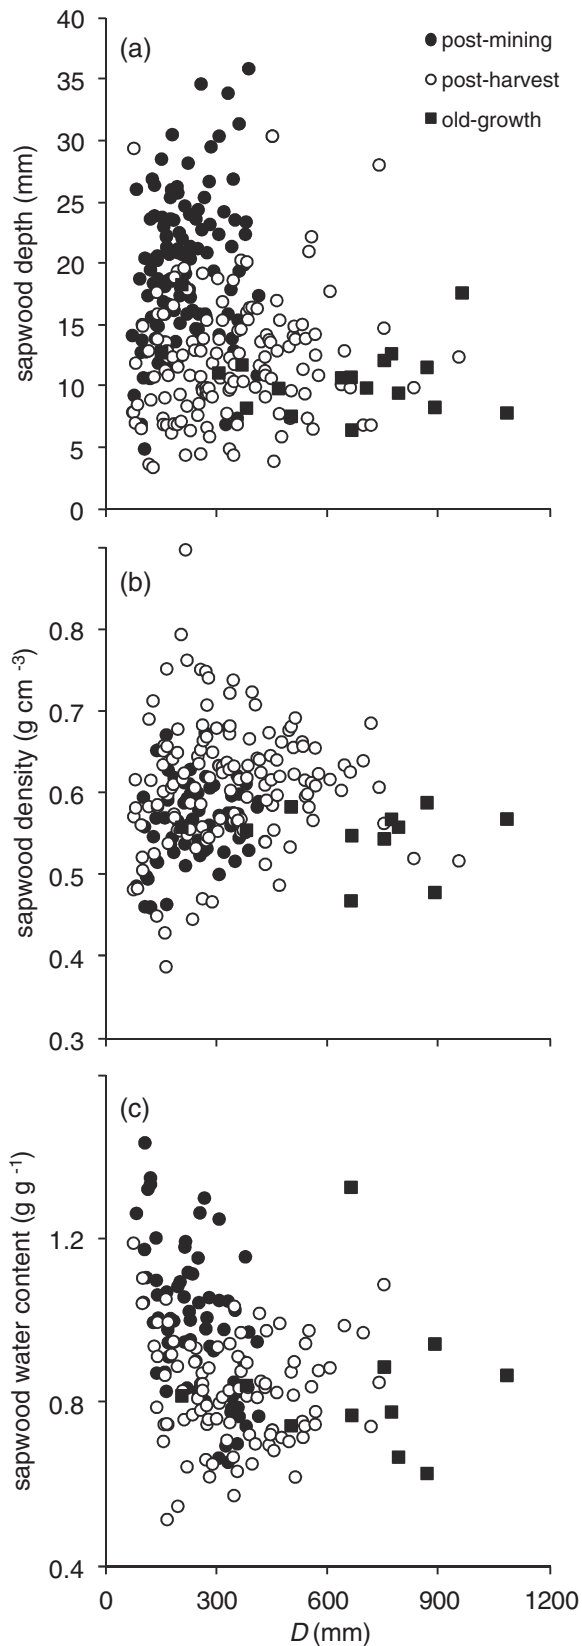 40
(a)
post-mining
35
post-harvest
30
old-growth
25
20
15
10
5
0
sapwood depth (mm)
(b)
0.8
0.7
0.6
0.5
0.4
0.3
sapwood density (g cm -3)
(c)
1.2
0.8
0.4
sapwood water content (g g -1)
0 300 600 900 1200
D (mm)